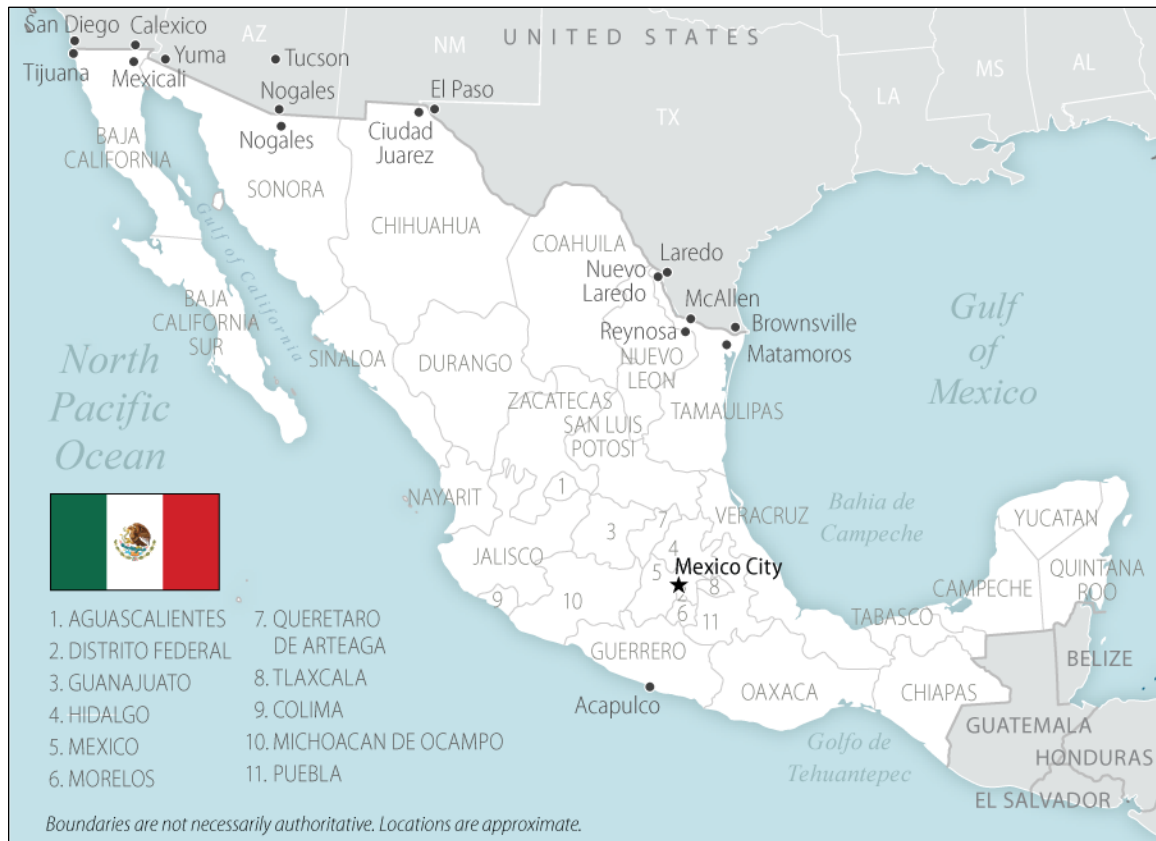 San Diego
Calexico
AZ
NM
UNITED STATES
MS
AL
Tijuana
Mexicali
Yuma
Tucson
LA
Nogales
El Paso
TX
BAJA
CALIFORNIA
Nogales
Ciudad
Juarez
SONORA
CHIHUAHUA
Gulf of California
COAHUILA
Nuevo
Laredo
Laredo
McAllen
BAJA
CALIFORNIA
SUR
Reynosa
Brownsville
Matamoros
Gulf
of
Mexico
North
Pacific
Ocean
SINALOA
DURANGO
NUEVO
LEON
ZACATECAS
SAN LUIS
POTOSI
TAMAULIPAS
NAYARIT
1
3
7
VERACRUZ
Bahia de
Campeche
YUCATAN
JALISCO
4
5
Mexico City
2
8
CAMPECHE
QUINTANA
ROO
9
10
6
11
TABASCO
GUERRERO
BELIZE
Acapulco
OAXACA
CHIAPAS
Golfo de
Tehuantepec
GUATEMALA
HONDURAS
EL SALVADOR
1. AGUASCALIENTES
2. DISTRITO FEDERAL
3. GUANAJUATO
4. HIDALGO
5. MEXICO
6. MORELOS
7. QUERETARO
DE ARTEAGA
8. TLAXCALA
9. COLIMA
10. MICHOACAN DE OCAMPO
11. PUEBLA
Boundaries are not necessarily authoritative. Locations are approximate.